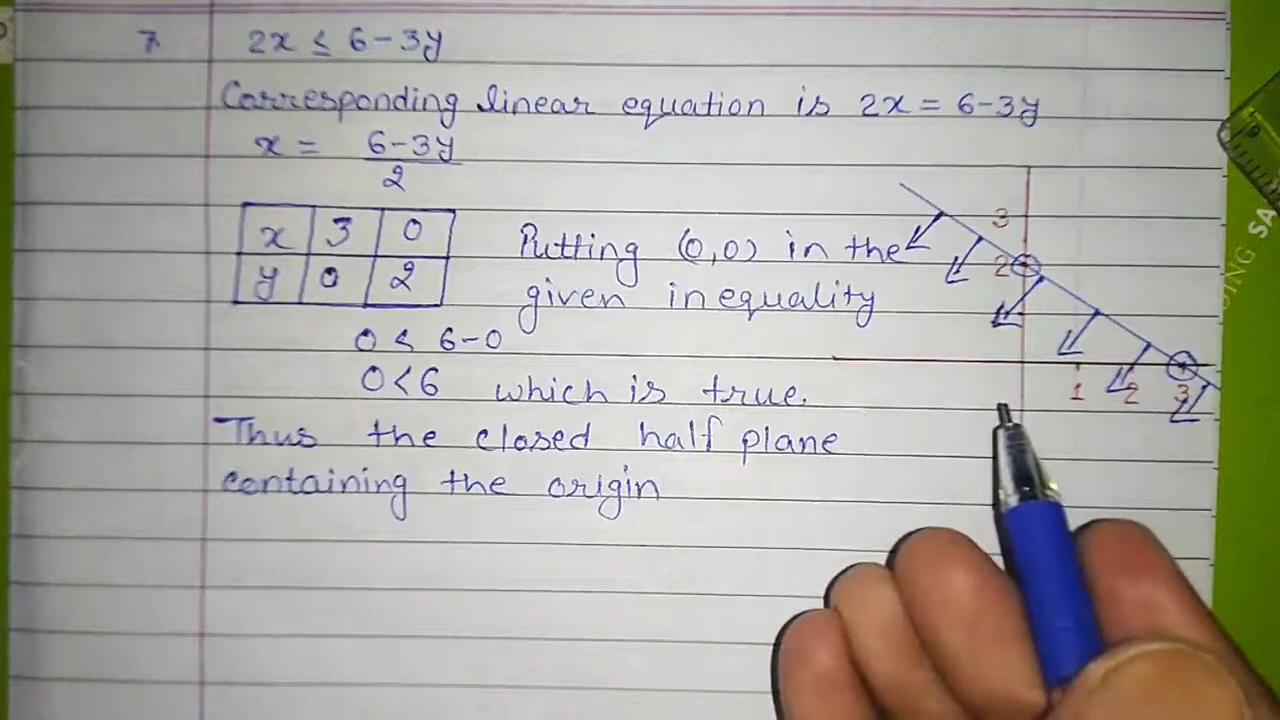 7 2x ≤ 6-3y
Corresponding linear equation is 2x = 6-3y
x = 6-3y
2
x 3 0
y 0 2
Putting (0,0) in the
given inequality
0 < 6-0
0<6 which is true.
Thus the closed half plane
containing the origin
3
2
1 2 3
SA